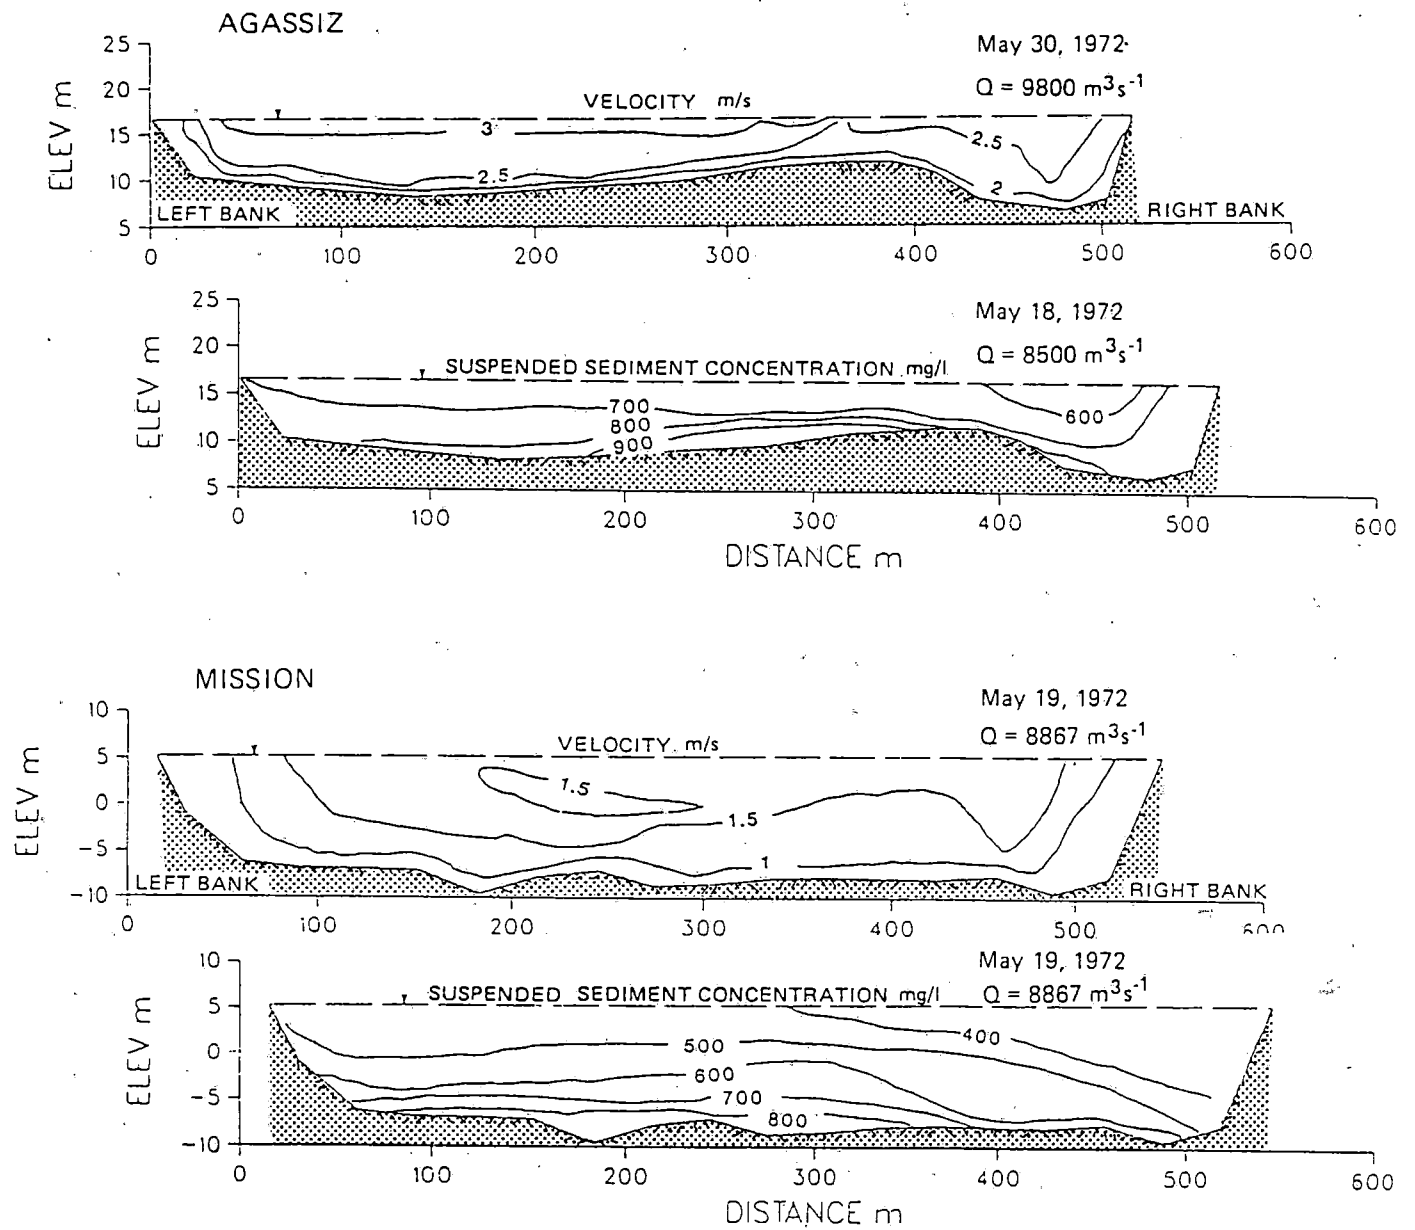 AGASSIZ
May 30, 1972
Q = 9800 m³s⁻¹
VELOCITY m/s
ELEV m
25
20
15
10
5
3
2.5
2.5
2
LEFT BANK
RIGHT BANK
0 100 200 300 400 500 600
May 18, 1972
Q = 8500 m³s⁻¹
SUSPENDED SEDIMENT CONCENTRATION mg/l
ELEV m
25
20
15
10
5
700
800
900
600
0 100 200 300 400 500 600
DISTANCE m
MISSION
May 19, 1972
Q = 8867 m³s⁻¹
VELOCITY m/s
ELEV m
10
5
0
-5
-10
1.5
1.5
1
LEFT BANK
RIGHT BANK
0 100 200 300 400 500 600
May 19, 1972
Q = 8867 m³s⁻¹
SUSPENDED SEDIMENT CONCENTRATION mg/l
ELEV m
10
5
0
-5
-10
400
500
600
700
800
0 100 200 300 400 500 600
DISTANCE m